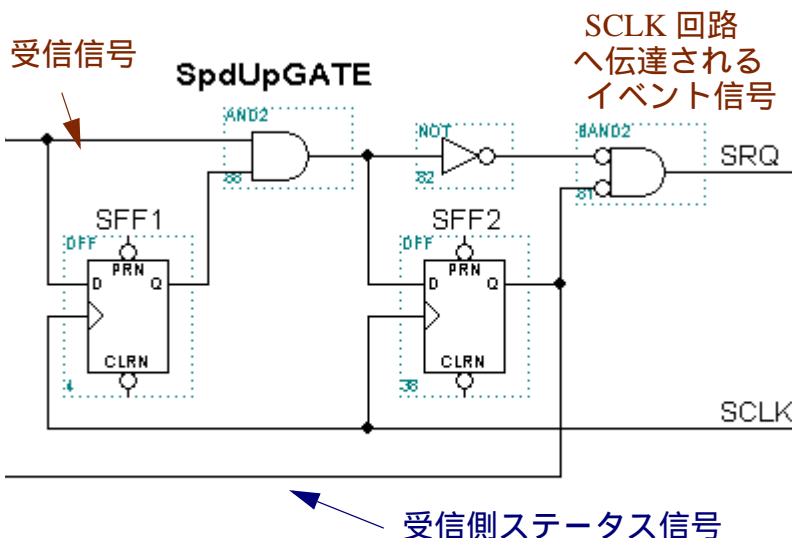 SCLK 回路
へ伝達される
イベント信号
受信信号
SpdUpGATE
AND2
NOT
BAND2
SRQ
88
82
81
SFF1
SFF2
DFF
DFF
PRN
PRN
D
Q
D
Q
CLRN
CLRN
4
38
SCLK
受信側ステータス信号